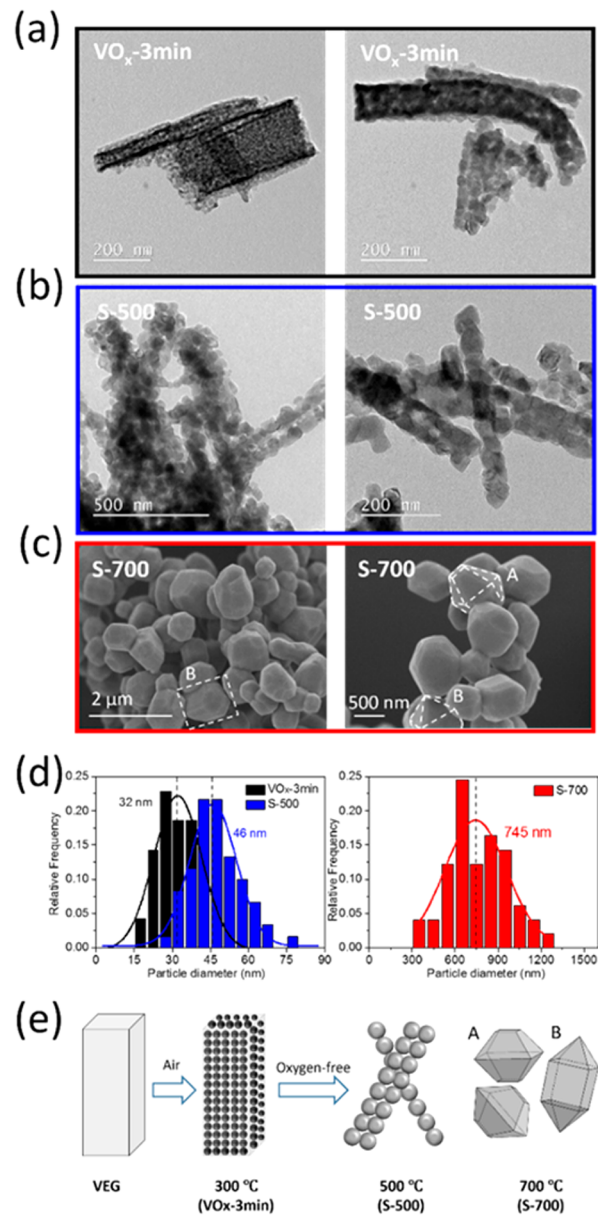 (a)
VOx-3min
VOx-3min
200 nm
200 nm
(b)
S-500
S-500
500 nm
200 nm
(c)
S-700
S-700
A
B
B
2 μm
500 nm
(d)
0.25
0.20
0.15
0.10
0.05
0.00
Relative Frequency
VOx-3min
S-500
32 nm
46 nm
0 15 30 45 60 75 90
Particle diameter (nm)
0.25
0.20
0.15
0.10
0.05
0.00
Relative Frequency
S-700
745 nm
300 600 900 1200 1500
Particle diameter (nm)
(e)
Air
Oxygen-free
A
B
VEG
300 ℃
(VOx-3min)
500 ℃
(S-500)
700 ℃
(S-700)